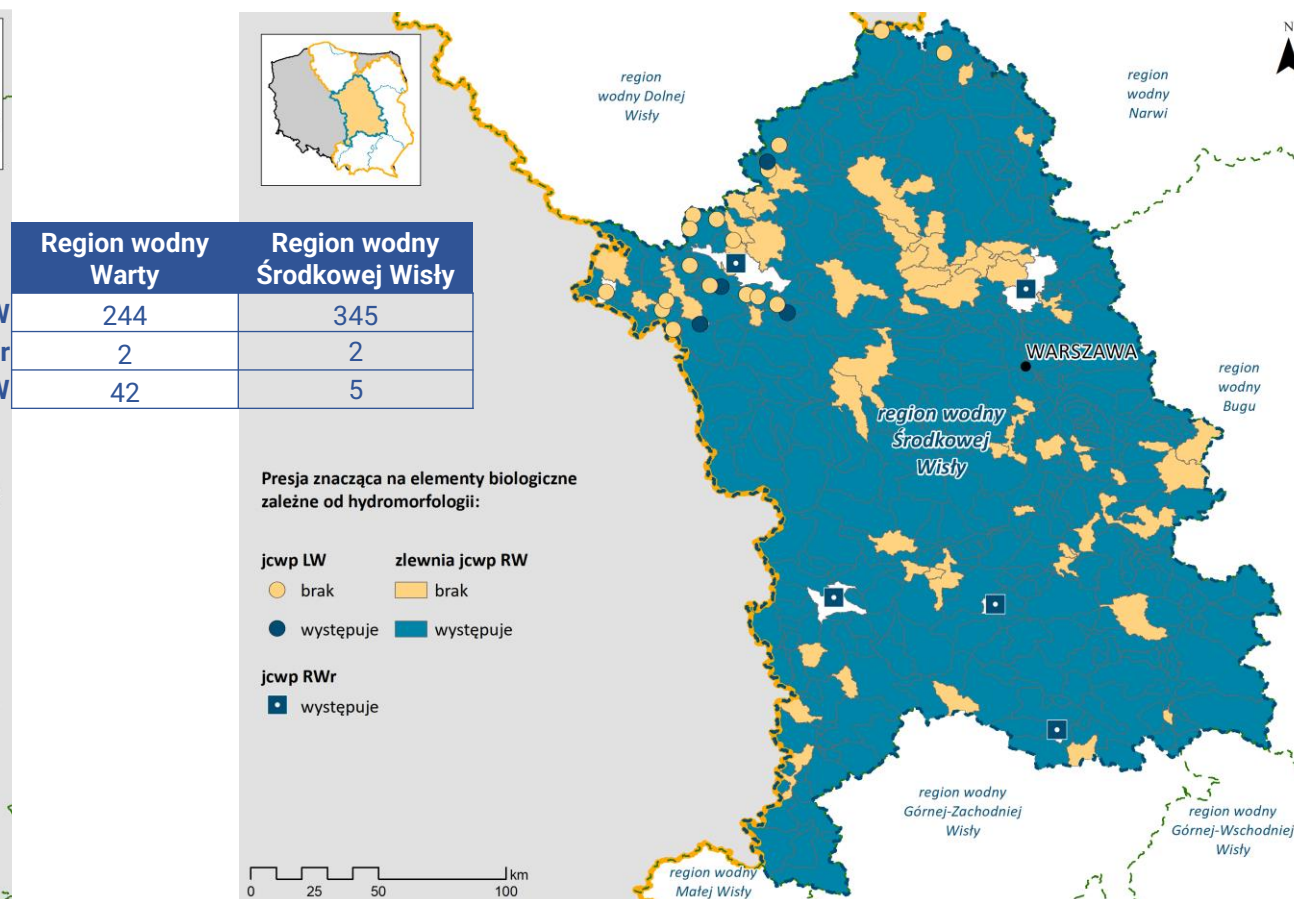 region
wodny Dolnej
Wisły
region
wodny
Narwi
N
Region wodny
Warty
Region wodny
Środkowej Wisły
W 244 345
r 2 2
W 42 5
WARSZAWA
region
wodny
Bugu
region wodny
Środkowej
Wisły
Presja znacząca na elementy biologiczne
zależne od hydromorfologii:
jcwp LW zlewnia jcwp RW
brak brak
występuje występuje
jcwp RWr
występuje
region wodny
Górnej-Zachodniej
Wisły
region wodny
Górnej-Wschodniej
Wisły
region wodny
Małej Wisły
km
0 25 50 100